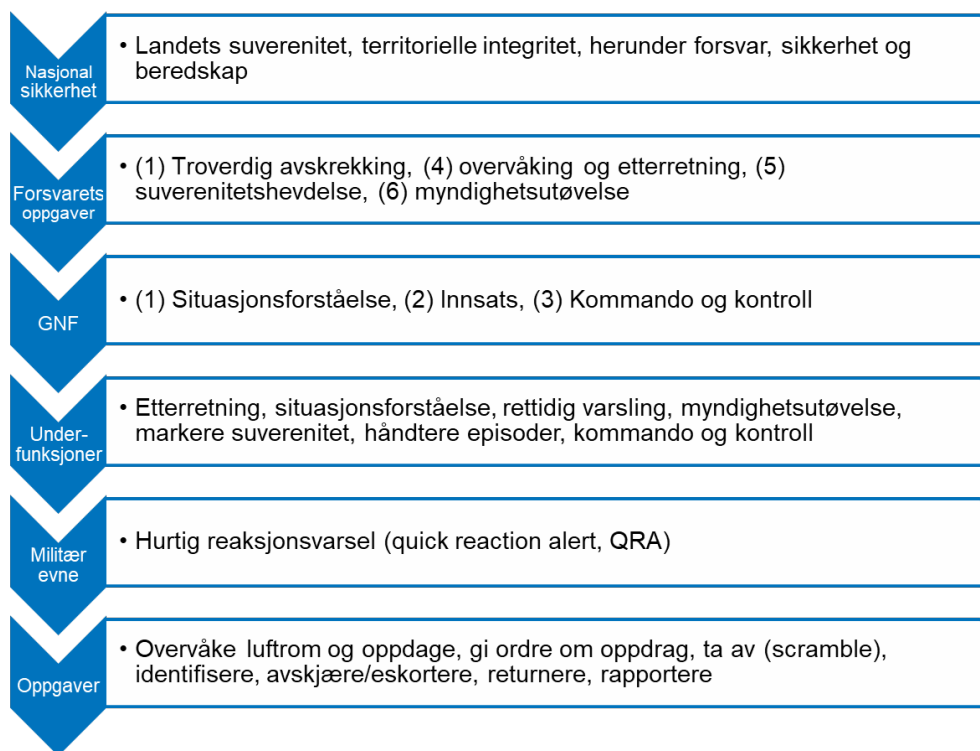 Nasjonal
sikkerhet
• Landets suverenitet, territorielle integritet, herunder forsvar, sikkerhet og
beredskap
Forsvarets
oppgaver
• (1) Troverdig avskrekking, (4) overvåking og etterretning, (5)
suverenitetshevdelse, (6) myndighetsutøvelse
GNF
• (1) Situasjonsforståelse, (2) Innsats, (3) Kommando og kontroll
Under-
funksjoner
• Etterretning, situasjonsforståelse, rettidig varsling, myndighetsutøvelse,
markere suverenitet, håndtere episoder, kommando og kontroll
Militær
evne
• Hurtig reaksjonsvarsel (quick reaction alert, QRA)
Oppgaver
• Overvåke luftrom og oppdage, gi ordre om oppdrag, ta av (scramble),
identifisere, avskjære/eskortere, returnere, rapportere